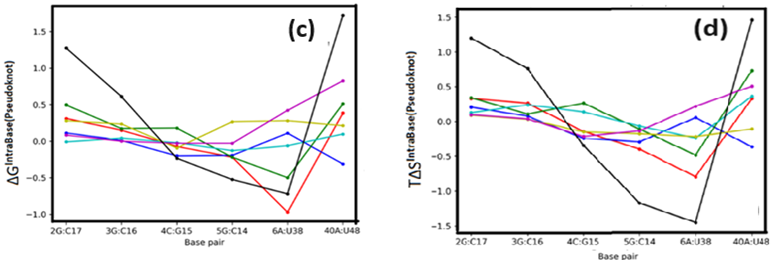 (c)
ΔG^IntraBase(Pseudoknot)
1.5
1.0
0.5
0.0
−0.5
−1.0
2G:C17 3G:C16 4C:G15 5G:C14 6A:U38 40A:U48
Base pair
(d)
TΔS^IntraBase(Pseudoknot)
1.5
1.0
0.5
0.0
−0.5
−1.0
−1.5
2G:C17 3G:C16 4C:G15 5G:C14 6A:U38 40A:U48
Base pair